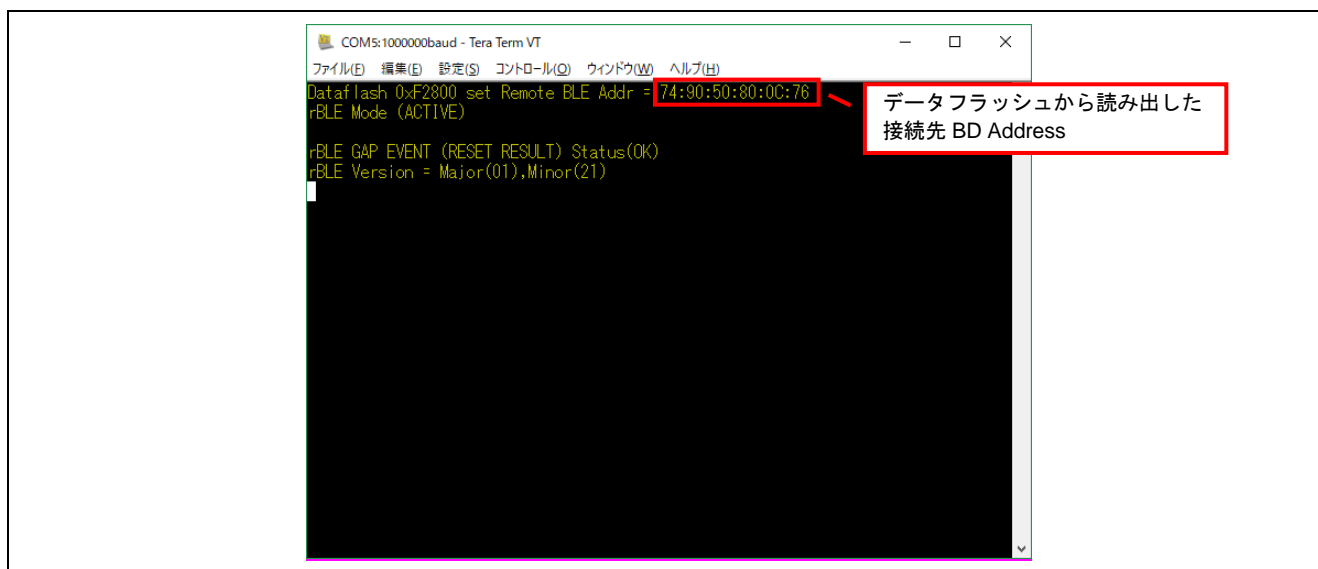 COM5:1000000baud - Tera Term VT
ファイル(F) 編集(E) 設定(S) コントロール(O) ウィンドウ(W) ヘルプ(H)
Dataflash 0xF2800 set Remote BLE Addr = 74:90:50:80:0C:76
rBLE Mode (ACTIVE)
rBLE GAP EVENT (RESET RESULT) Status(OK)
rBLE Version = Major(01),Minor(21)
データフラッシュから読み出した
接続先 BD Address